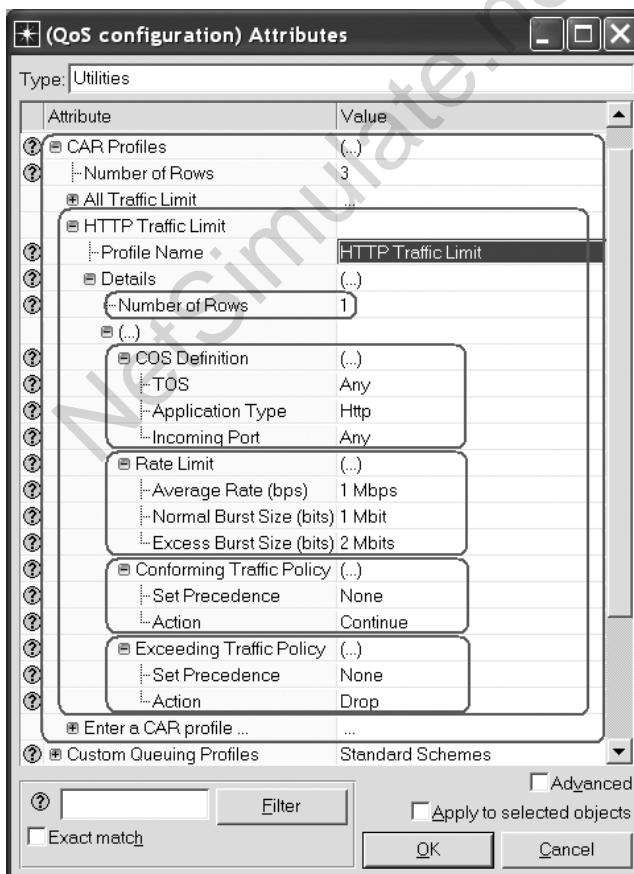 (QoS configuration) Attributes
Type: Utilities
Attribute Value
CAR Profiles (...)
Number of Rows 3
All Traffic Limit ...
HTTP Traffic Limit
Profile Name HTTP Traffic Limit
Details (...)
Number of Rows 1
(...)
COS Definition (...)
TOS Any
Application Type Http
Incoming Port Any
Rate Limit (...)
Average Rate (bps) 1 Mbps
Normal Burst Size (bits) 1 Mbit
Excess Burst Size (bits) 2 Mbits
Conforming Traffic Policy (...)
Set Precedence None
Action Continue
Exceeding Traffic Policy (...)
Set Precedence None
Action Drop
Enter a CAR profile ... ...
Custom Queuing Profiles Standard Schemes
Advanced
Filter
Apply to selected objects
Exact match
OK Cancel
NetSimulate.ne